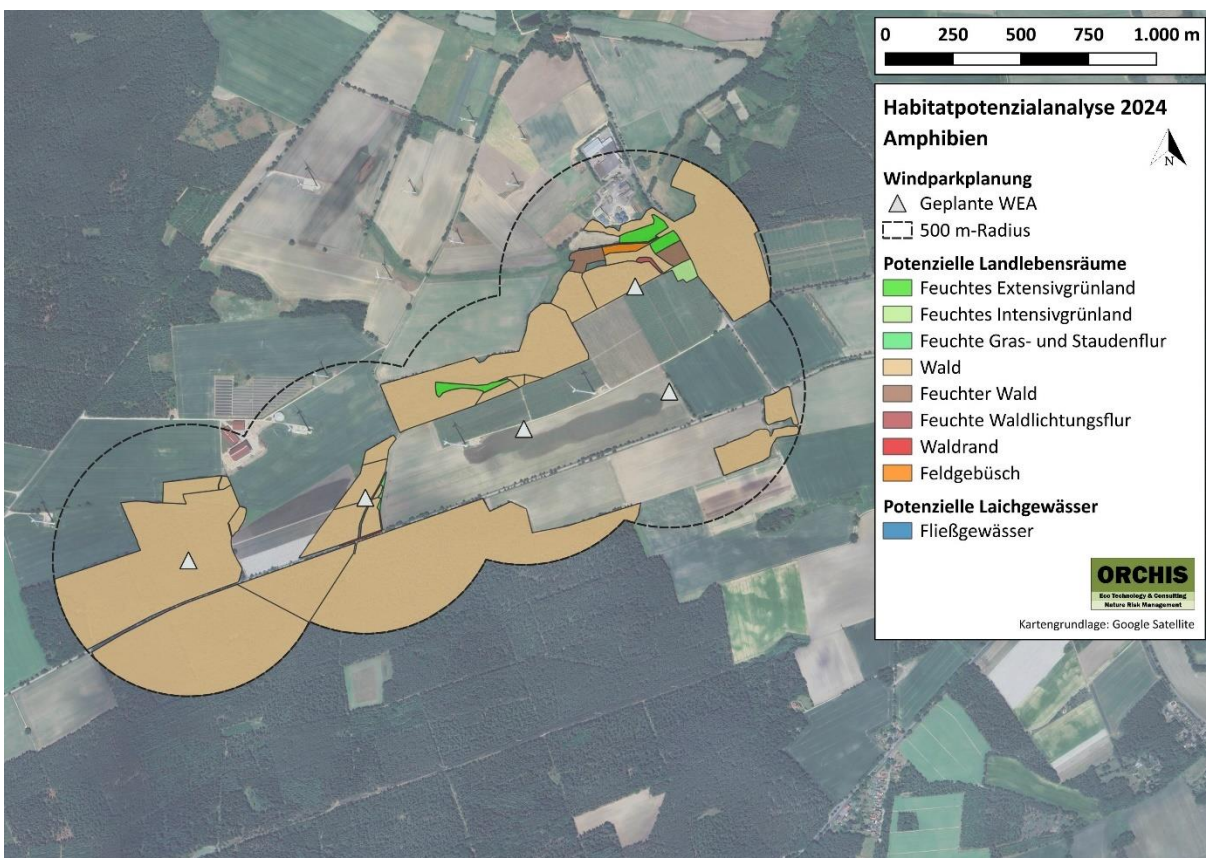 0 250 500 750 1.000 m
Habitatpotenzialanalyse 2024
Amphibien
N
Windparkplanung
Geplante WEA
500 m-Radius
Potenzielle Landlebensräume
Feuchtes Extensivgrünland
Feuchtes Intensivgrünland
Feuchte Gras- und Staudenflur
Wald
Feuchter Wald
Feuchte Waldlichtungsflur
Waldrand
Feldgebüsch
Potenzielle Laichgewässer
Fließgewässer
ORCHIS
Eco Technology & Consulting
Nature Risk Management
Kartengrundlage: Google Satellite